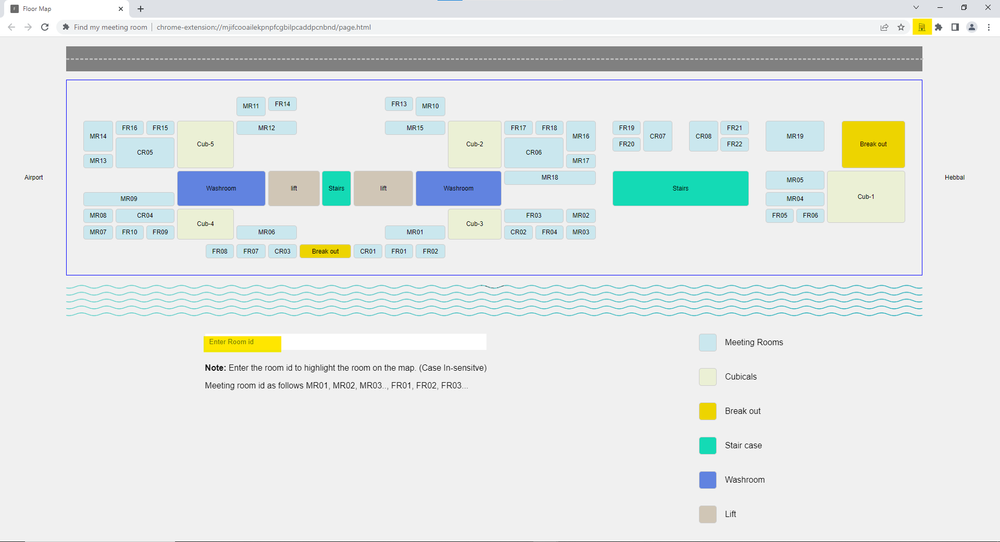 F Floor Map
Find my meeting room chrome-extension://mjifcooailekpnpfcgbilpcaddpcnbnd/page.html
MR11 FR14 FR13 MR10
FR16 FR15 MR12 MR15 FR17 FR18 FR19 FR21
MR14 MR16 CR07 CR08 MR19
Cub-5 Cub-2 FR20 FR22 Break out
CR05 CR06
MR13 MR17
Airport MR18 MR05 Hebbal
Washroom lift Stairs lift Washroom Stairs
MR09 MR04 Cub-1
MR08 CR04 FR03 MR02 FR05 FR06
Cub-4 Cub-3
MR07 FR10 FR09 MR06 MR01 CR02 FR04 MR03
FR08 FR07 CR03 Break out CR01 FR01 FR02
Enter Room id
Note: Enter the room id to highlight the room on the map. (Case In-sensitve)
Meeting room id as follows MR01, MR02, MR03.., FR01, FR02, FR03...
Meeting Rooms
Cubicals
Break out
Stair case
Washroom
Lift